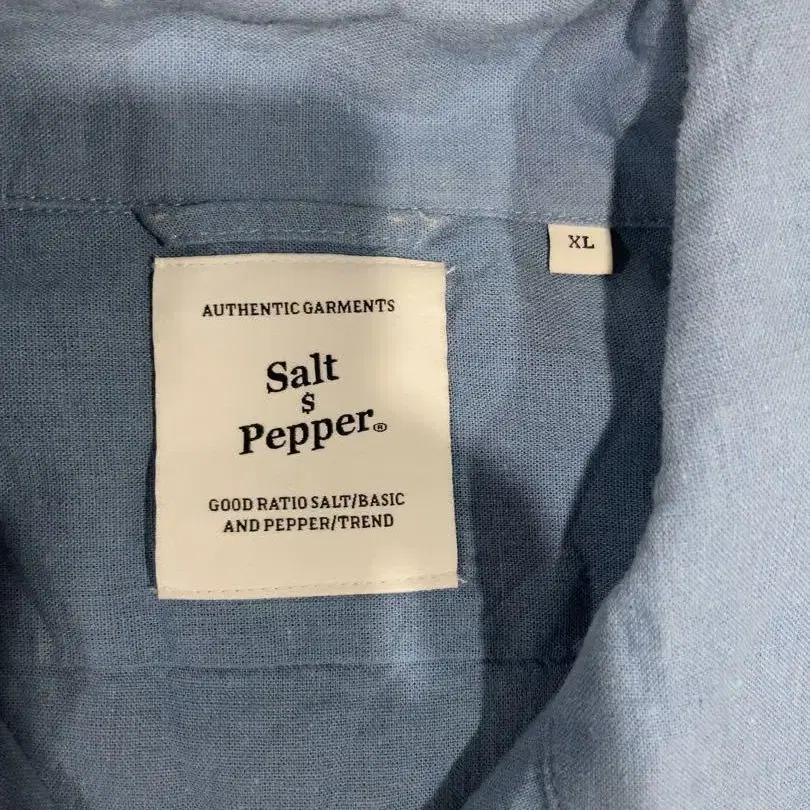 XL
AUTHENTIC GARMENTS
Salt
$
Pepper®
GOOD RATIO SALT/BASIC
AND PEPPER/TREND